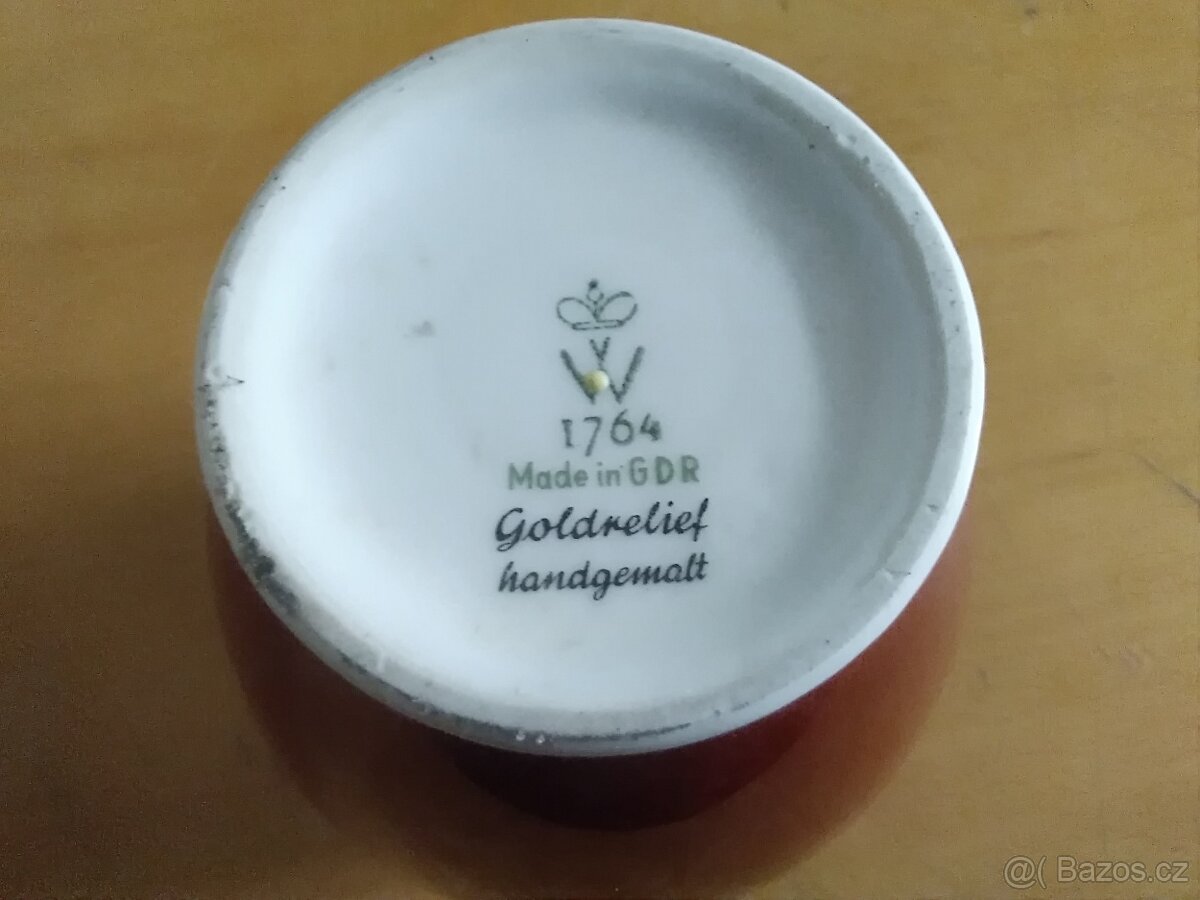 W
1764
Made in GDR
Goldrelief
handgemalt
@( Bazos.cz